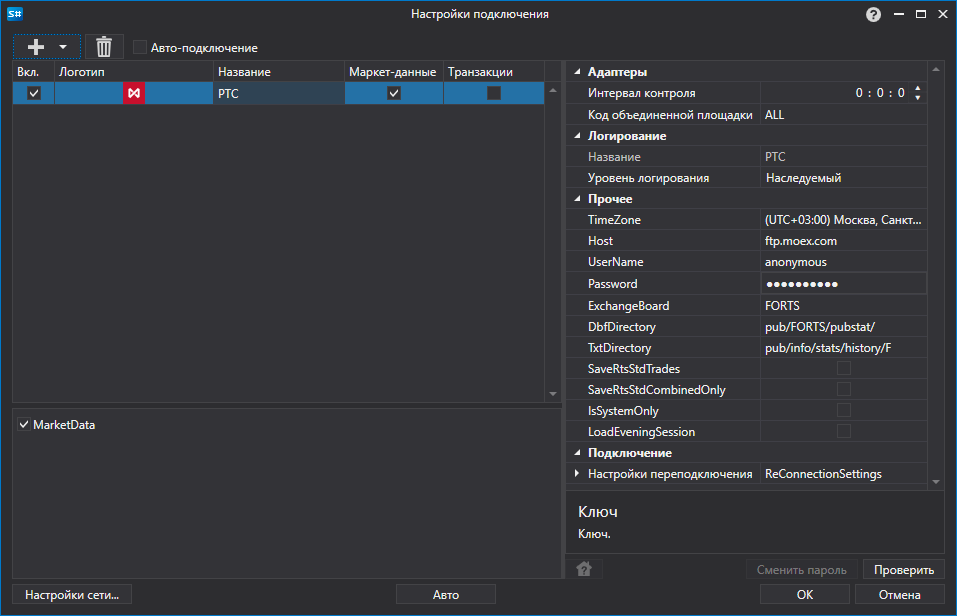 S#
Настройки подключения
Авто-подключение
Вкл. Логотип Название Маркет-данные Транзакции
РТС
MarketData
Адаптеры
Интервал контроля 0 : 0 : 0
Код объединенной площадки ALL
Логирование
Название РТС
Уровень логирования Наследуемый
Прочее
TimeZone (UTC+03:00) Москва, Санкт...
Host ftp.moex.com
UserName anonymous
Password ●●●●●●●●●●
ExchangeBoard FORTS
DbfDirectory pub/FORTS/pubstat/
TxtDirectory pub/info/stats/history/F
SaveRtsStdTrades
SaveRtsStdCombinedOnly
IsSystemOnly
LoadEveningSession
Подключение
Настройки переподключения ReConnectionSettings
Ключ
Ключ.
Сменить пароль Проверить
Настройки сети... Авто OK Отмена